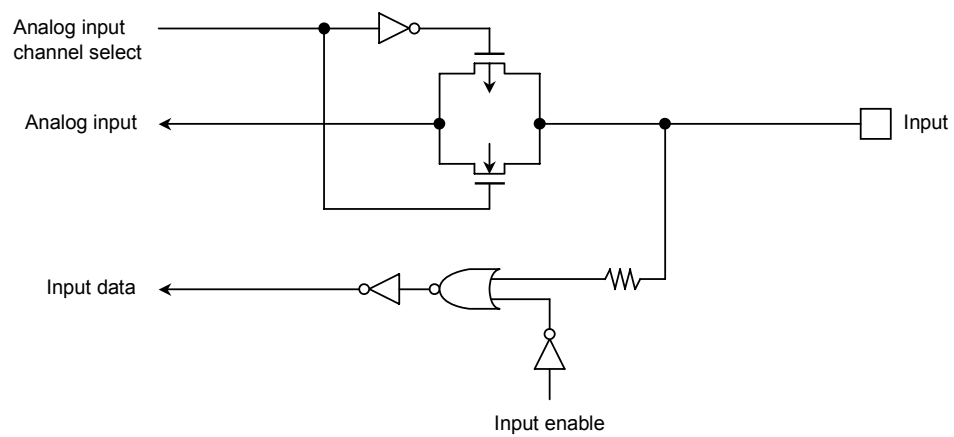 Analog input
channel select
Analog input
Input
Input data
Input enable